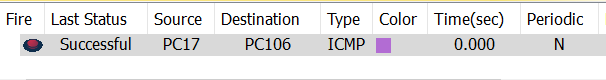 Fire Last Status Source Destination Type Color Time(sec) Periodic
Successful PC17 PC106 ICMP 0.000 N